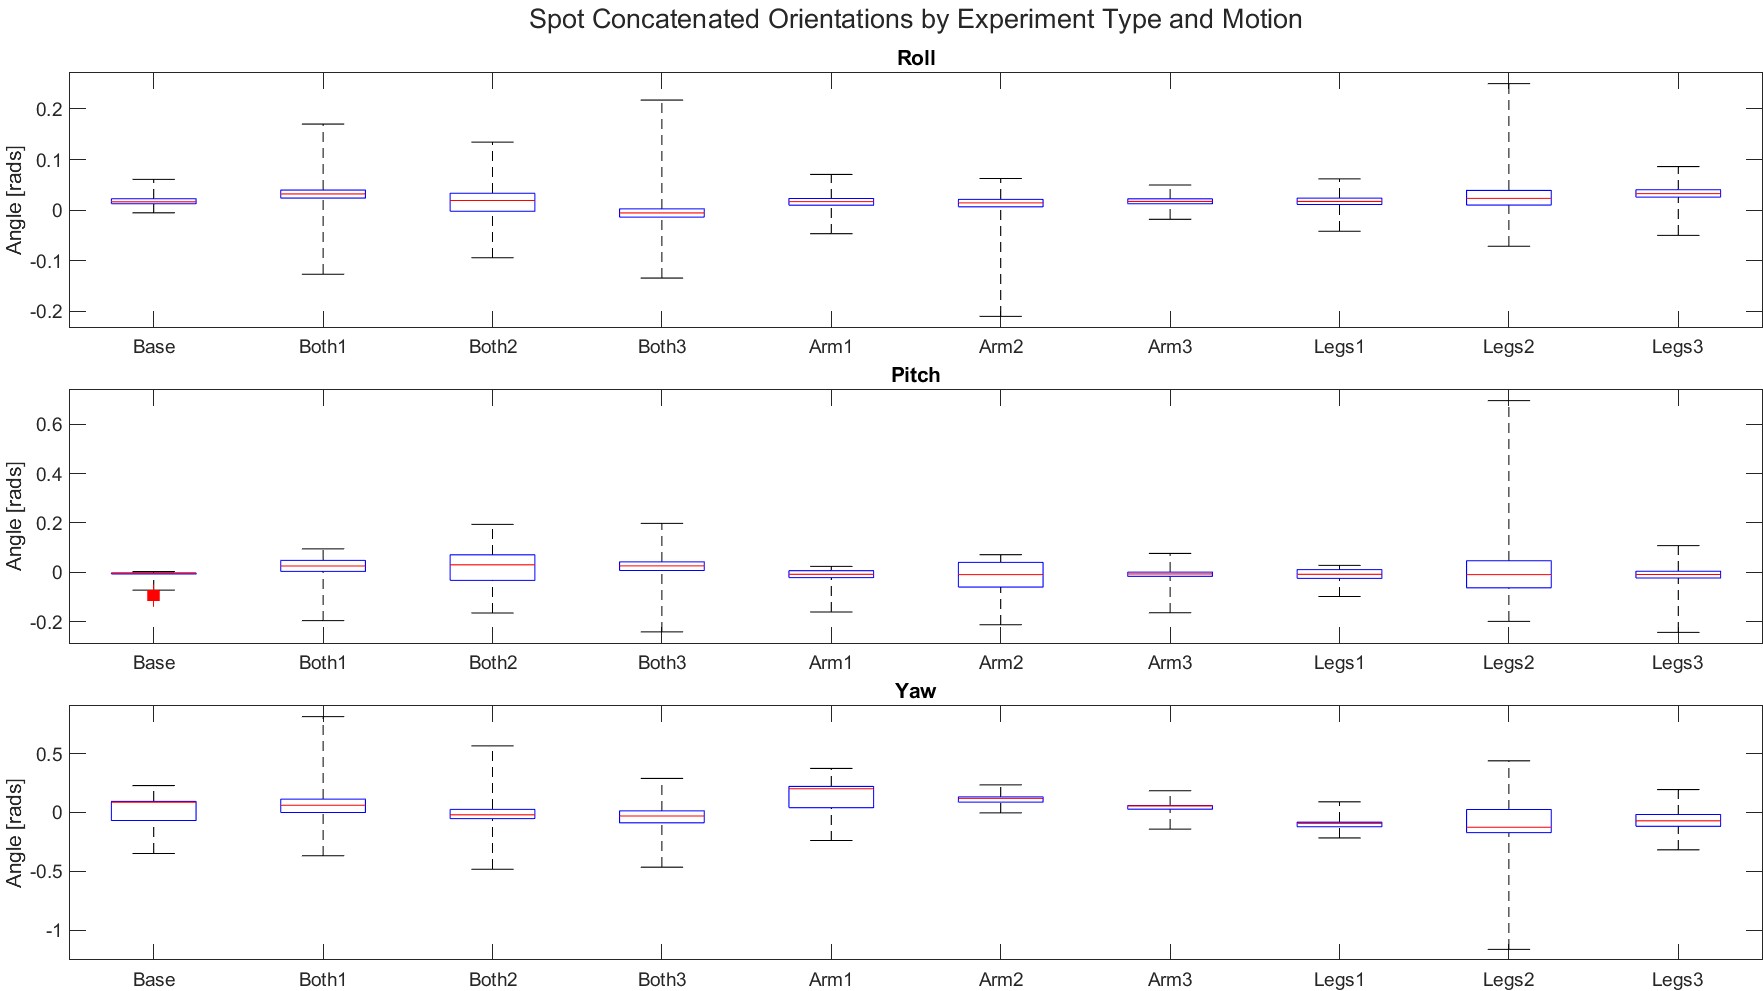 Spot Concatenated Orientations by Experiment Type and Motion
Roll
Angle [rads]
0.2
0.1
0
-0.1
-0.2
Base Both1 Both2 Both3 Arm1 Arm2 Arm3 Legs1 Legs2 Legs3
Pitch
Angle [rads]
0.6
0.4
0.2
0
-0.2
Base Both1 Both2 Both3 Arm1 Arm2 Arm3 Legs1 Legs2 Legs3
Yaw
Angle [rads]
0.5
0
-0.5
-1
Base Both1 Both2 Both3 Arm1 Arm2 Arm3 Legs1 Legs2 Legs3